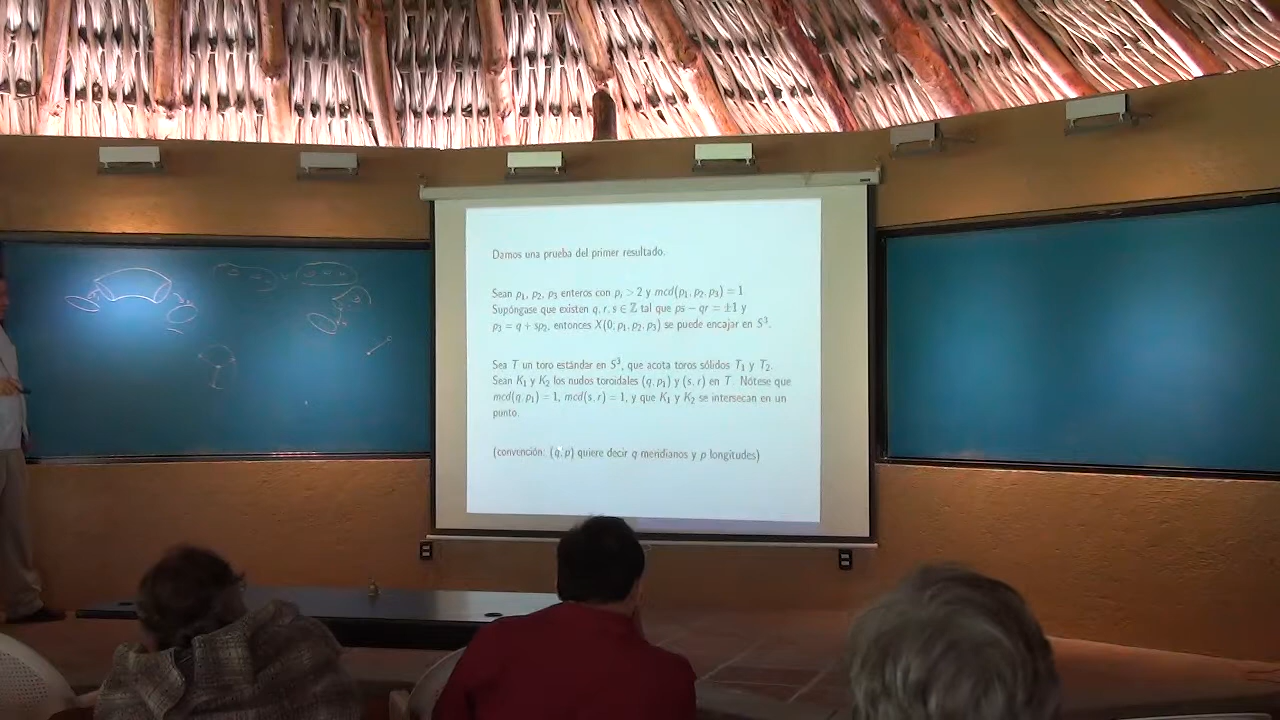 Damos una prueba del primer resultado.
Sean p₁, p₂, p₃ enteros con pᵢ > 2 y mcd(p₁, p₂, p₃) = 1
Supóngase que existen q, r, s ∈ ℤ tal que ps − qr = ±1 y
p₃ = q + sp₂, entonces X(0; p₁, p₂, p₃) se puede encajar en S³.
Sea T un toro estándar en S³, que acota toros sólidos T₁ y T₂.
Sean K₁ y K₂ los nudos toroidales (q, p₁) y (s, r) en T. Nótese que
mcd(q, p₁) = 1, mcd(s, r) = 1, y que K₁ y K₂ se intersecan en un
punto.
(convención: (q, p) quiere decir q meridianos y p longitudes)